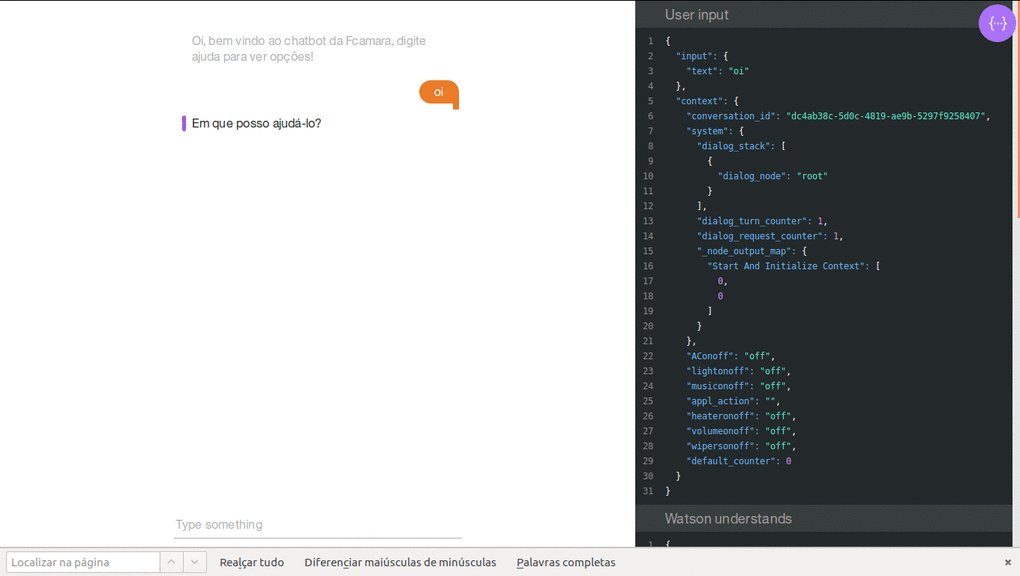 Oi, bem vindo ao chatbot da Fcamara, digite
ajuda para ver opções!
oi
Em que posso ajudá-lo?
Type something
User input
{···}
1 {
2 "input": {
3 "text": "oi"
4 },
5 "context": {
6 "conversation_id": "dc4ab38c-5d0c-4819-ae9b-5297f9258407",
7 "system": {
8 "dialog_stack": [
9 {
10 "dialog_node": "root"
11 }
12 ],
13 "dialog_turn_counter": 1,
14 "dialog_request_counter": 1,
15 "_node_output_map": {
16 "Start And Initialize Context": [
17 0,
18 0
19 ]
20 }
21 },
22 "AConoff": "off",
23 "lightonoff": "off",
24 "musiconoff": "off",
25 "appl_action": "",
26 "heateronoff": "off",
27 "volumeonoff": "off",
28 "wipersonoff": "off",
29 "default_counter": 0
30 }
31 }
Watson understands
1 {
Localizar na página Realçar tudo Diferenciar maiúsculas de minúsculas Palavras completas ×